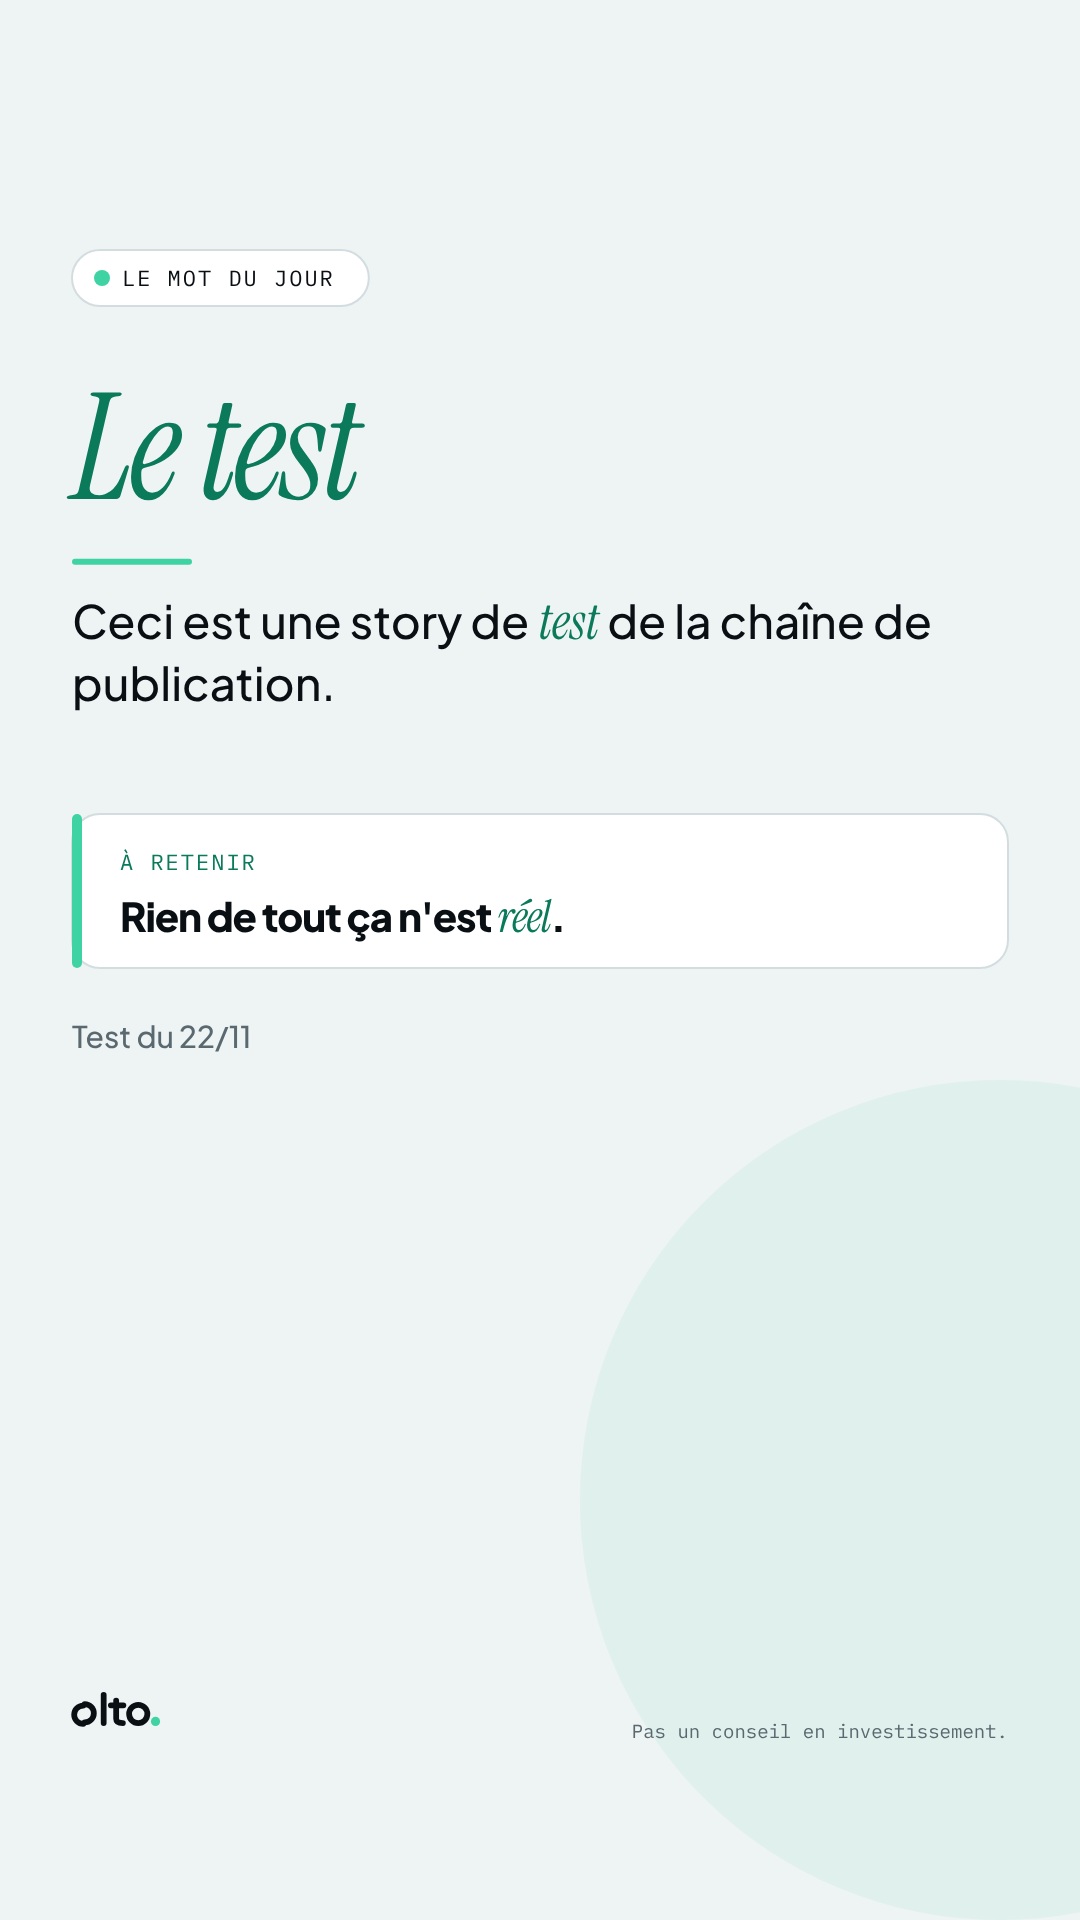 LE MOT DU JOUR
Le test
Ceci est une story de test de la chaîne de
publication.
À RETENIR
Rien de tout ça n'est réel.
Test du 22/11
olto.
Pas un conseil en investissement.